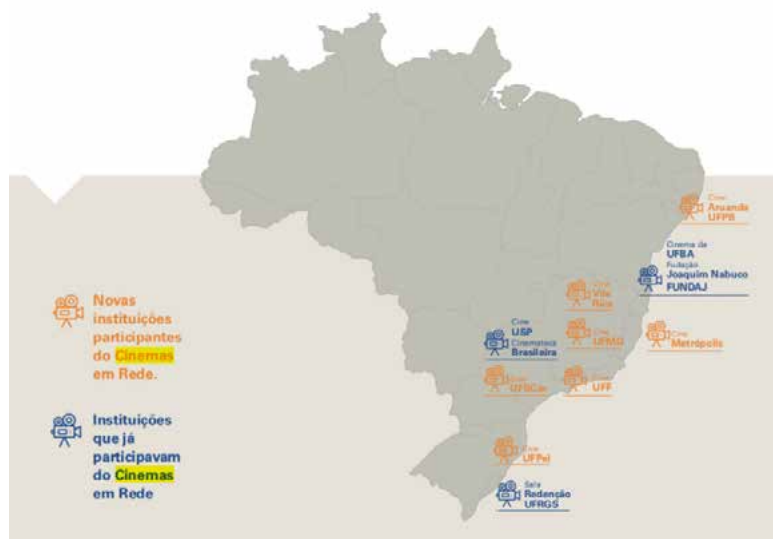 Cine
Aruanda
UFPB
Cinema da
UFBA
Fudação
Joaquim Nabuco
FUNDAJ
Cine
Vila
Rica
Cine
UFMG
Cine
Metrópolis
Cine
USP
Cinemateca
Brasileira
Cine
UFSCar
Cine
UFF
Cine
UFPel
Sala
Redenção
UFRGS
Novas
instituições
participantes
do Cinemas
em Rede.
Instituições
que já
participavam
do Cinemas
em Rede